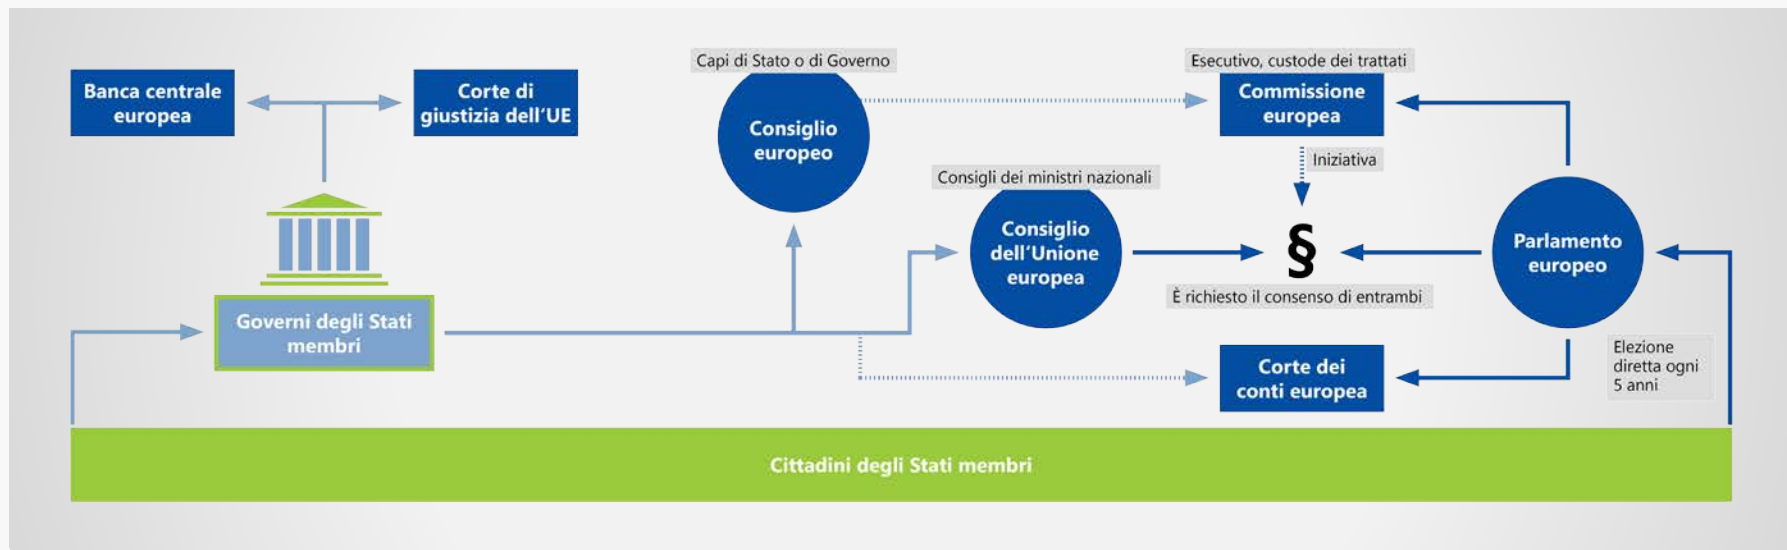 Capi di Stato o di Governo
Esecutivo, custode dei trattati
Banca centrale
europea
Corte di
giustizia dell‘UE
Consiglio
europeo
Commissione
europea
Iniziativa
Consigli dei ministri nazionali
Consiglio
dell‘Unione
europea
§
Parlamento
europeo
È richiesto il consenso di entrambi
Governi degli Stati
membri
Corte dei
conti europea
Elezione
diretta ogni
5 anni
Cittadini degli Stati membri